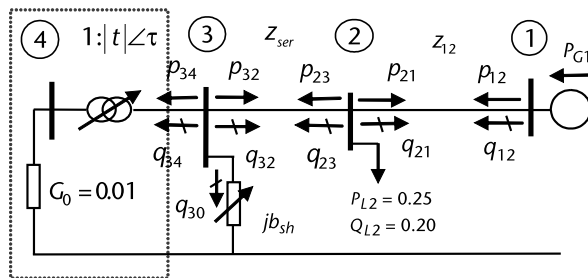 4 1:|t|∠τ 3 z_ser 2 z_12 1 P_G1
p_34 p_32 p_23 p_21 p_12
q_34 q_32 q_23 q_21 q_12
G_0 = 0.01 q_30 jb_sh P_L2 = 0.25
Q_L2 = 0.20